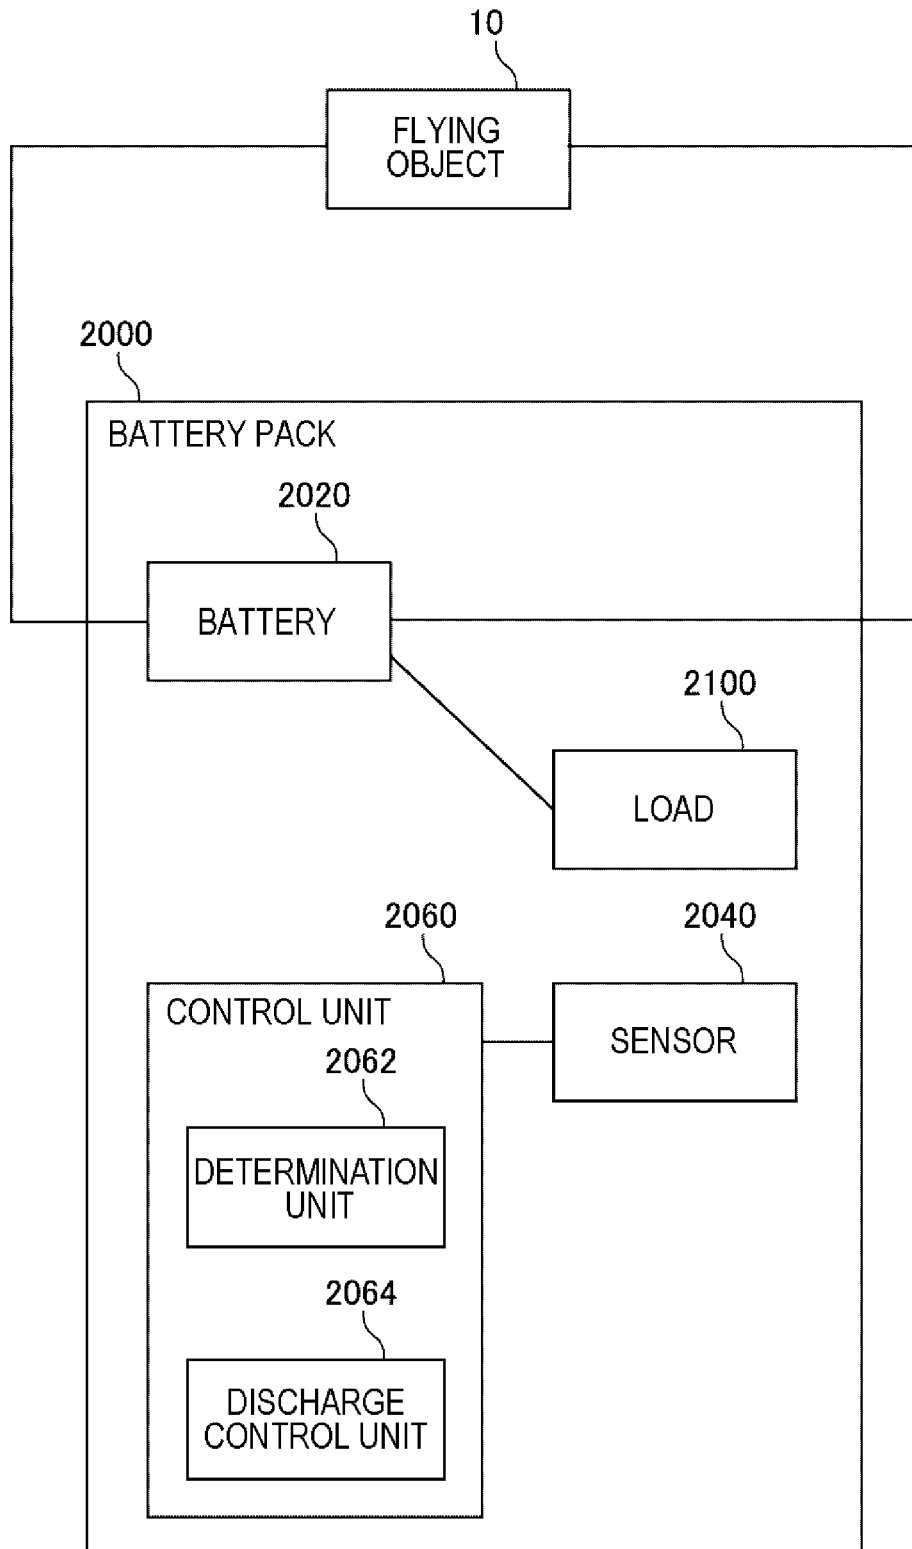 10
FLYING
OBJECT
2000
BATTERY PACK
2020
BATTERY
2100
LOAD
2060
2040
CONTROL UNIT
SENSOR
2062
DETERMINATION
UNIT
2064
DISCHARGE
CONTROL UNIT